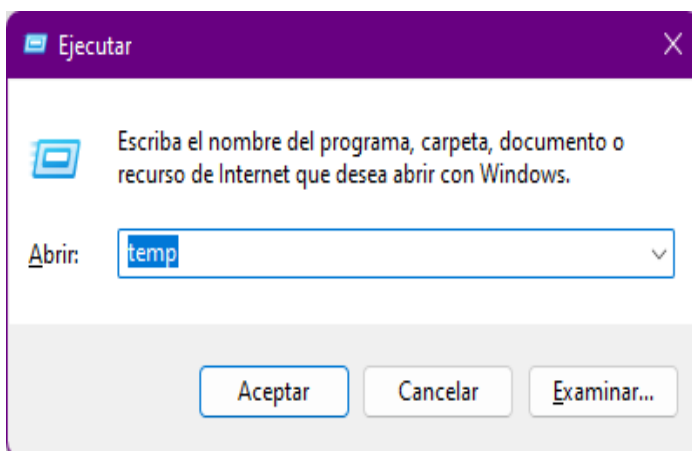 Ejecutar
Escriba el nombre del programa, carpeta, documento o
recurso de Internet que desea abrir con Windows.
Abrir: temp
Aceptar Cancelar Examinar...